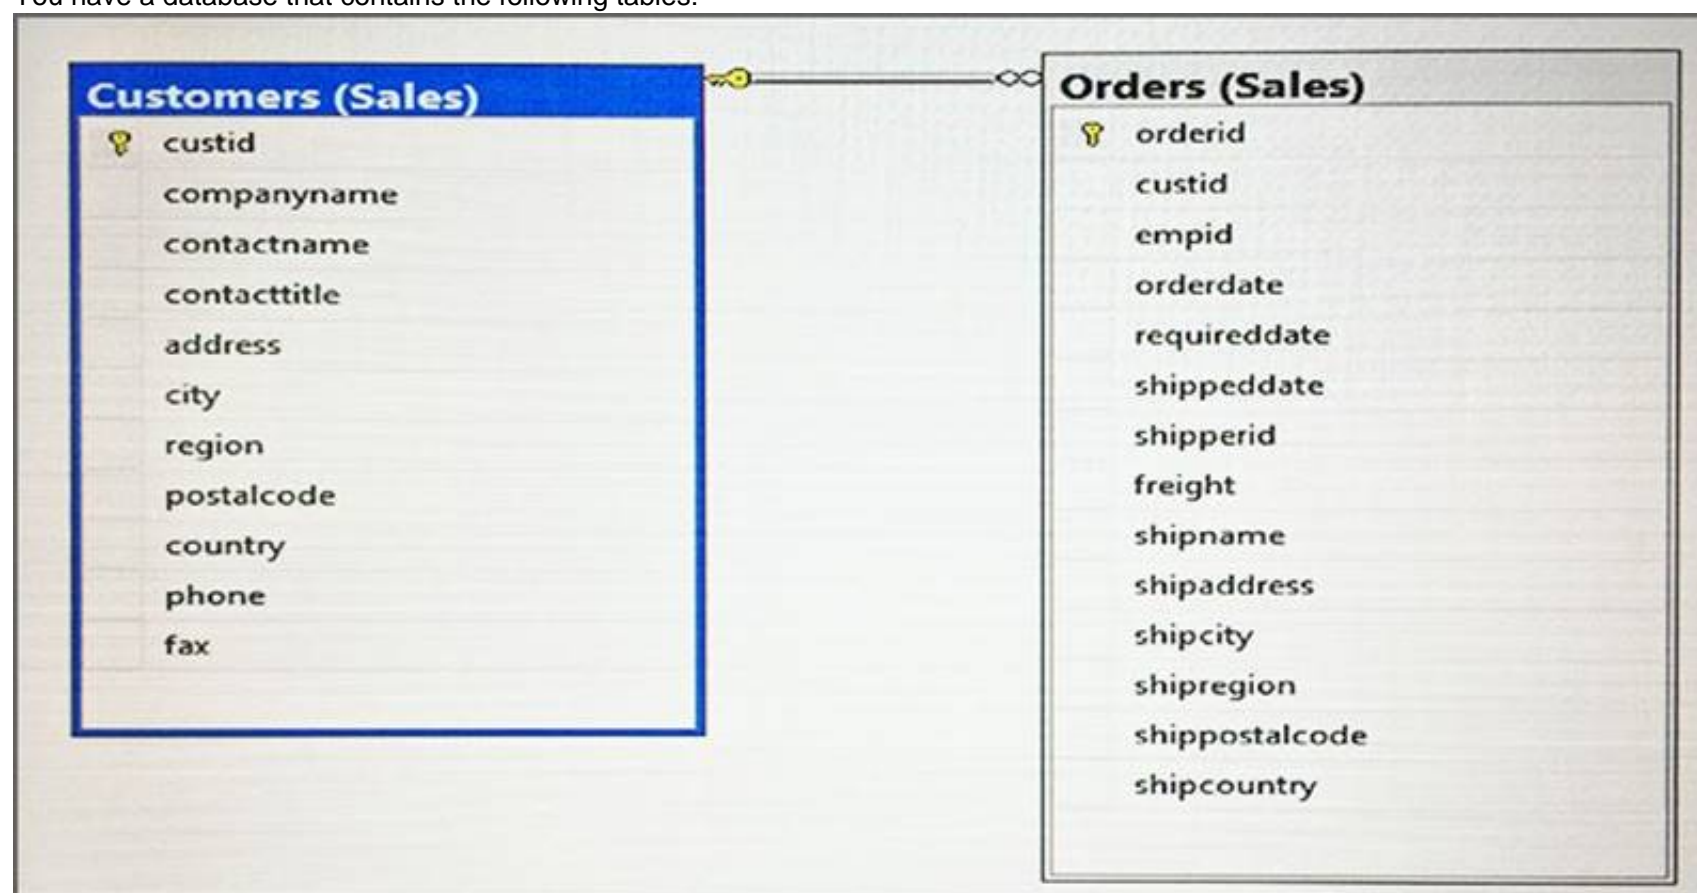 You have a database that contains the following tables.
Customers (Sales)
custid
companyname
contactname
contacttitle
address
city
region
postalcode
country
phone
fax
Orders (Sales)
orderid
custid
empid
orderdate
requireddate
shippeddate
shipperid
freight
shipname
shipaddress
shipcity
shipregion
shippostalcode
shipcountry